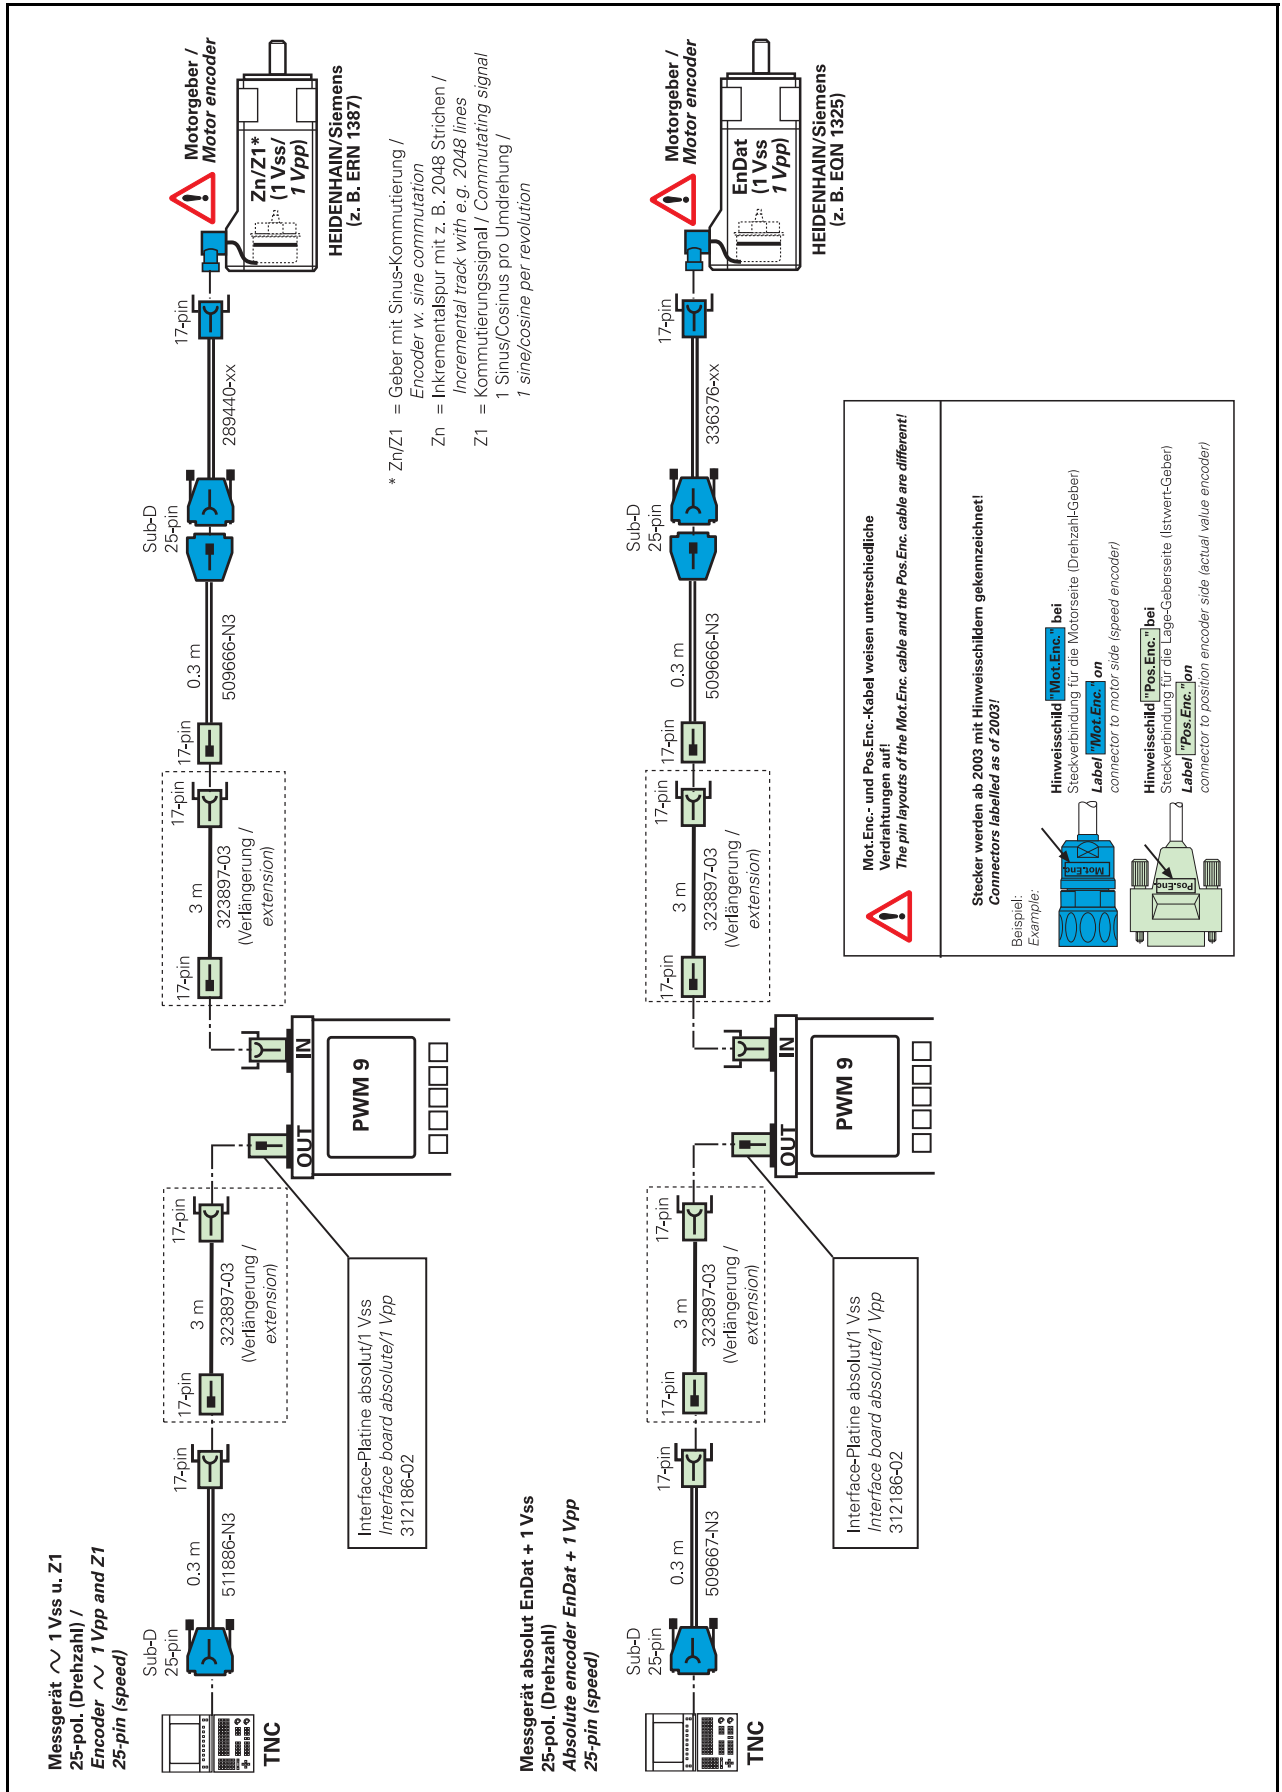 Messgerät ~ 1 Vss u. Z1
25-pol. (Drehzahl) /
Encoder ~ 1 Vpp and Z1
25-pin (speed)
TNC
Sub-D
25-pin
0.3 m
511886-N3
17-pin
17-pin
3 m
323897-03
(Verlängerung /
extension)
17-pin
Interface-Platine absolut/1 Vss
Interface board absolute/1 Vpp
312186-02
OUT
IN
PWM 9
17-pin
3 m
323897-03
(Verlängerung /
extension)
17-pin
17-pin
0.3 m
509666-N3
Sub-D
25-pin
289440-xx
17-pin
Motorgeber /
Motor encoder
Zn/Z1*
(1 Vss/
1 Vpp)
HEIDENHAIN/Siemens
(z. B. ERN 1387)
* Zn/Z1 = Geber mit Sinus-Kommutierung /
Encoder w. sine commutation
Zn = Inkrementalspur mit z. B. 2048 Strichen /
Incremental track with e.g. 2048 lines
Z1 = Kommutierungssignal / Commutating signal
1 Sinus/Cosinus pro Umdrehung /
1 sine/cosine per revolution
Messgerät absolut EnDat + 1 Vss
25-pol. (Drehzahl)
Absolute encoder EnDat + 1 Vpp
25-pin (speed)
TNC
Sub-D
25-pin
0.3 m
509667-N3
17-pin
17-pin
3 m
323897-03
(Verlängerung /
extension)
17-pin
Interface-Platine absolut/1 Vss
Interface board absolute/1 Vpp
312186-02
OUT
IN
PWM 9
17-pin
3 m
323897-03
(Verlängerung /
extension)
17-pin
17-pin
0.3 m
509666-N3
Sub-D
25-pin
336376-xx
17-pin
Motorgeber /
Motor encoder
EnDat
(1 Vss
1 Vpp)
HEIDENHAIN/Siemens
(z. B. EQN 1325)
Mot.Enc.- und Pos.Enc.-Kabel weisen unterschiedliche
Verdrahtungen auf!
The pin layouts of the Mot.Enc. cable and the Pos.Enc. cable are different!
Stecker werden ab 2003 mit Hinweisschildern gekennzeichnet!
Connectors labelled as of 2003!
Beispiel:
Example:
Mot.Enc.
Hinweisschild "Mot.Enc." bei
Steckverbindung für die Motorseite (Drehzahl-Geber)
Label "Mot.Enc." on
connector to motor side (speed encoder)
Pos.Enc.
Hinweisschild "Pos.Enc." bei
Steckverbindung für die Lage-Geberseite (Istwert-Geber)
Label "Pos.Enc." on
connector to position encoder side (actual value encoder)